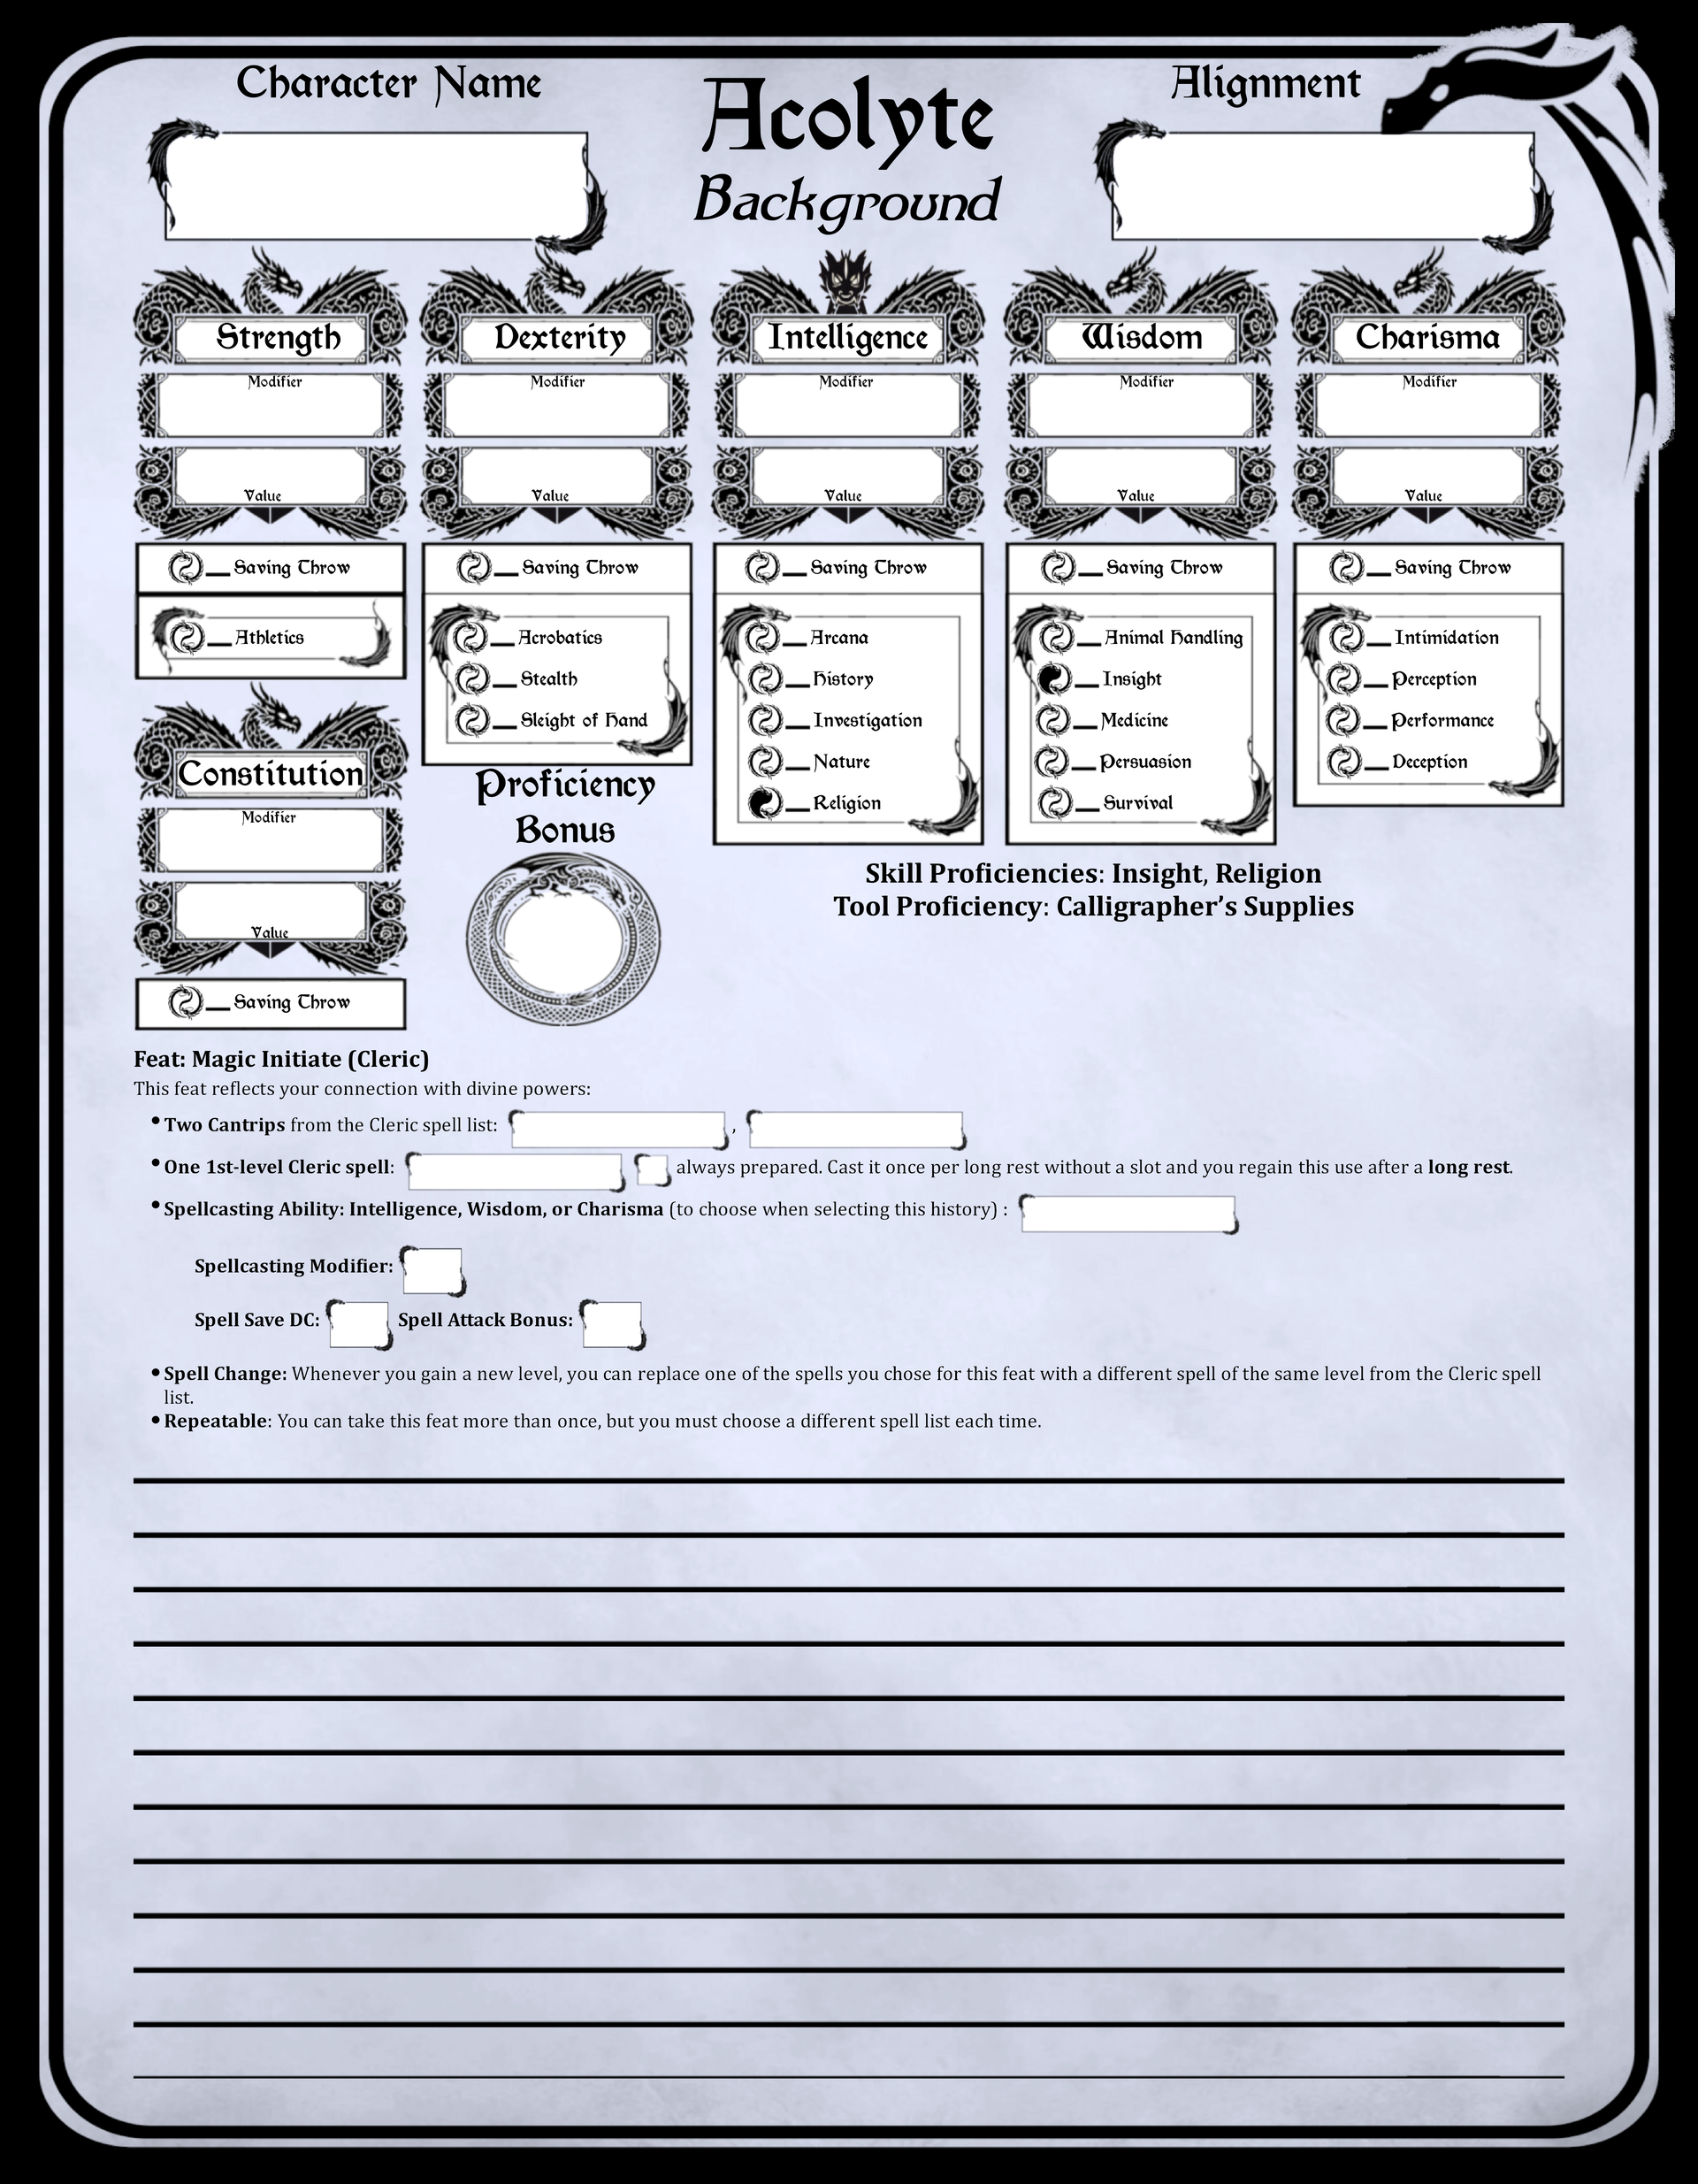 Character Name
Acolyte
Background
Alignment
Strength
Modifier
Value
Saving Throw
Athletics
Dexterity
Modifier
Value
Saving Throw
Acrobatics
Stealth
Sleight of Hand
Intelligence
Modifier
Value
Saving Throw
Arcana
History
Investigation
Nature
Religion
Wisdom
Modifier
Value
Saving Throw
Animal Handling
Insight
Medicine
Persuasion
Survival
Charisma
Modifier
Value
Saving Throw
Intimidation
Perception
Performance
Deception
Constitution
Modifier
Value
Saving Throw
Proficiency
Bonus
Skill Proficiencies: Insight, Religion
Tool Proficiency: Calligrapher’s Supplies
Feat: Magic Initiate (Cleric)
This feat reflects your connection with divine powers:
• Two Cantrips from the Cleric spell list: ,
• One 1st-level Cleric spell: always prepared. Cast it once per long rest without a slot and you regain this use after a long rest.
• Spellcasting Ability: Intelligence, Wisdom, or Charisma (to choose when selecting this history) :
Spellcasting Modifier:
Spell Save DC: Spell Attack Bonus:
• Spell Change: Whenever you gain a new level, you can replace one of the spells you chose for this feat with a different spell of the same level from the Cleric spell
list.
• Repeatable: You can take this feat more than once, but you must choose a different spell list each time.